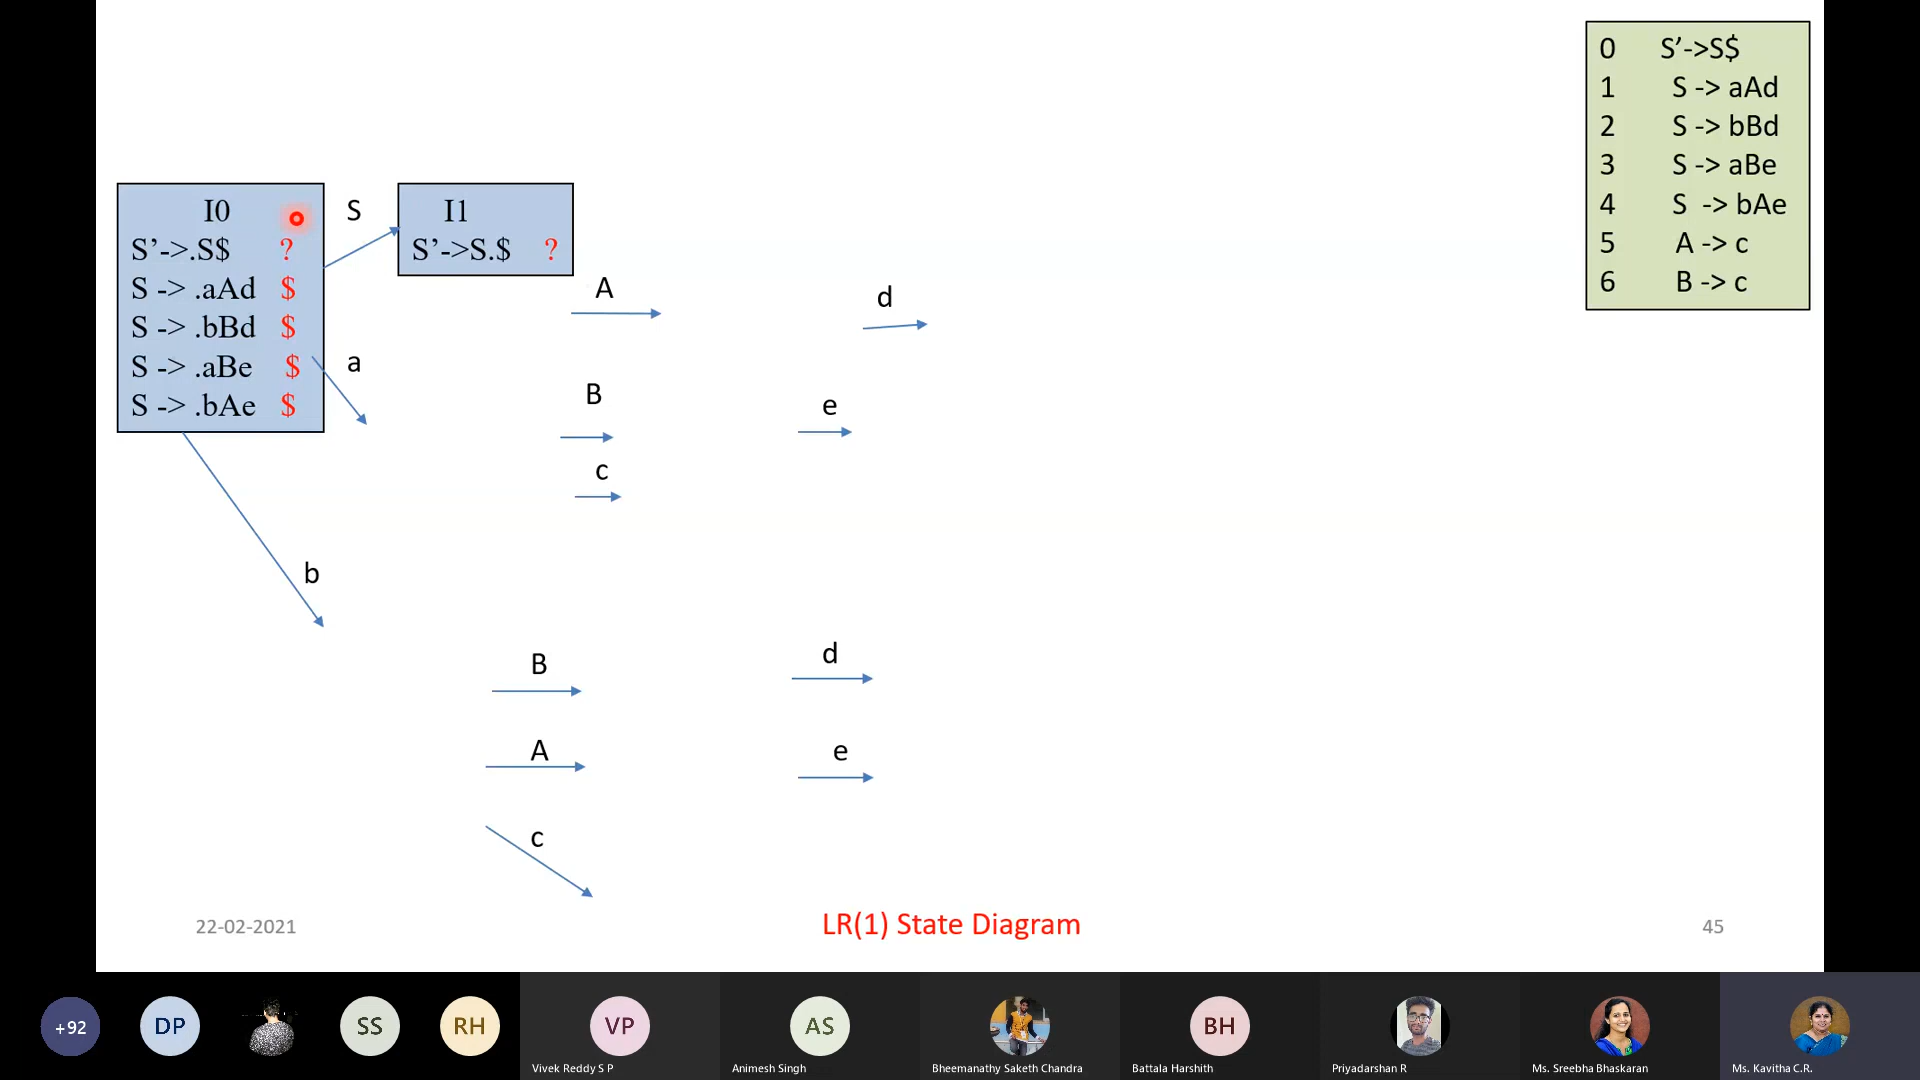 0 S’->S$
1 S -> aAd
2 S -> bBd
3 S -> aBe
4 S -> bAe
5 A -> c
6 B -> c
I0
S’->.S$ ?
S -> .aAd $
S -> .bBd $
S -> .aBe $
S -> .bAe $
S
I1
S’->S.$ ?
a
b
A
d
B
e
c
B
d
A
e
c
22-02-2021
LR(1) State Diagram
45
+92
DP
SS
RH
VP
Vivek Reddy S P
AS
Animesh Singh
Bheemanathy Saketh Chandra
BH
Battala Harshith
Priyadarshan R
Ms. Sreebha Bhaskaran
Ms. Kavitha C.R.